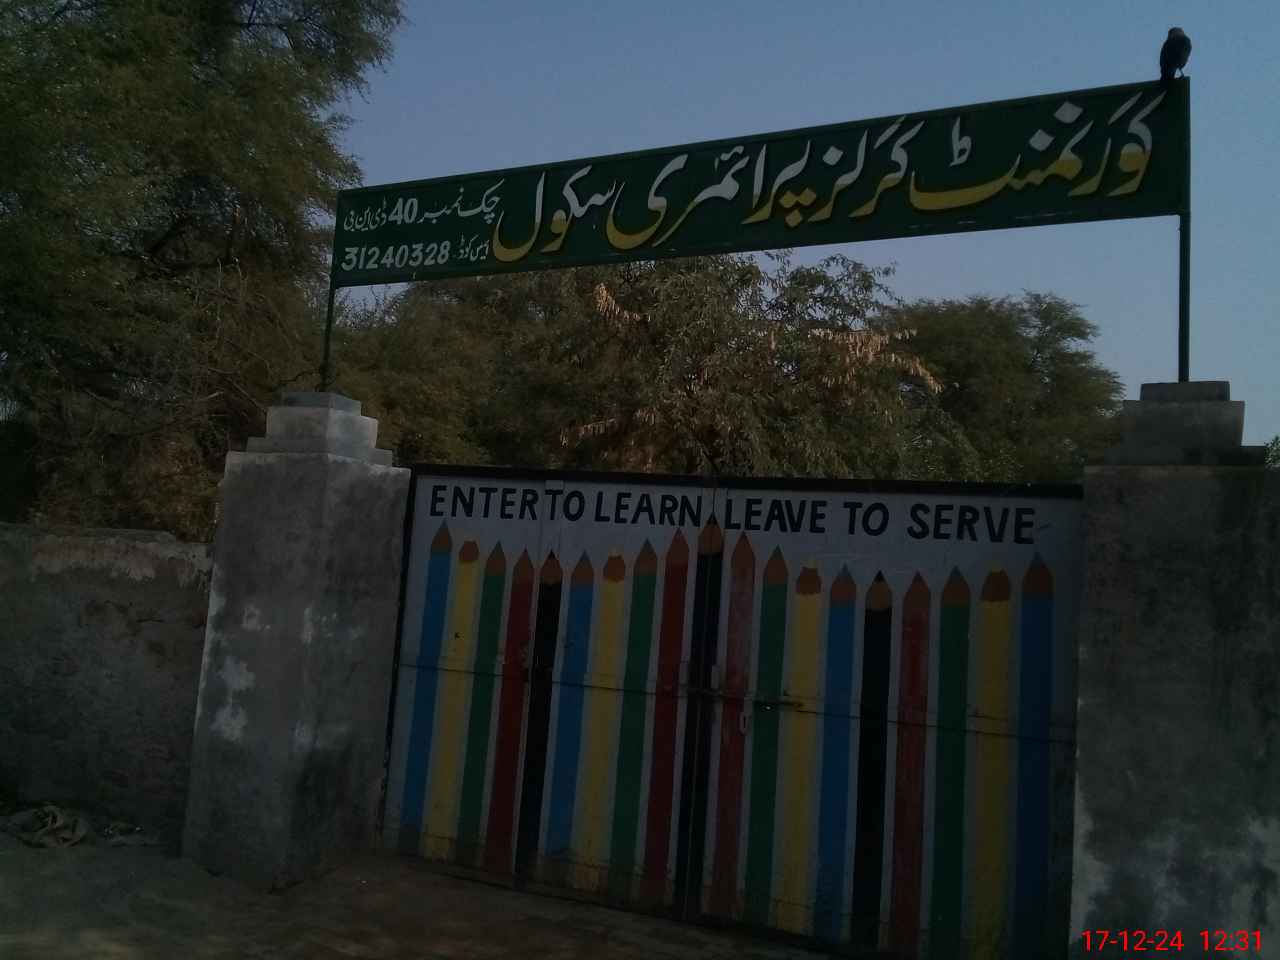 گورنمنٹ گرلز پرائمری سکول
چک نمبر 40 ڈی این بی
ایمس کوڈ 31240328
ENTER TO LEARN LEAVE TO SERVE
17-12-24 12:31